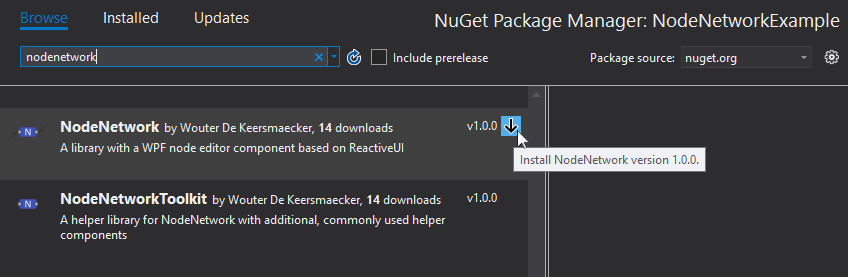 Browse Installed Updates NuGet Package Manager: NodeNetworkExample
nodenetwork Include prerelease Package source: nuget.org
N NodeNetwork by Wouter De Keersmaecker, 14 downloads v1.0.0
A library with a WPF node editor component based on ReactiveUI
Install NodeNetwork version 1.0.0.
N NodeNetworkToolkit by Wouter De Keersmaecker, 14 downloads v1.0.0
A helper library for NodeNetwork with additional, commonly used helper
components